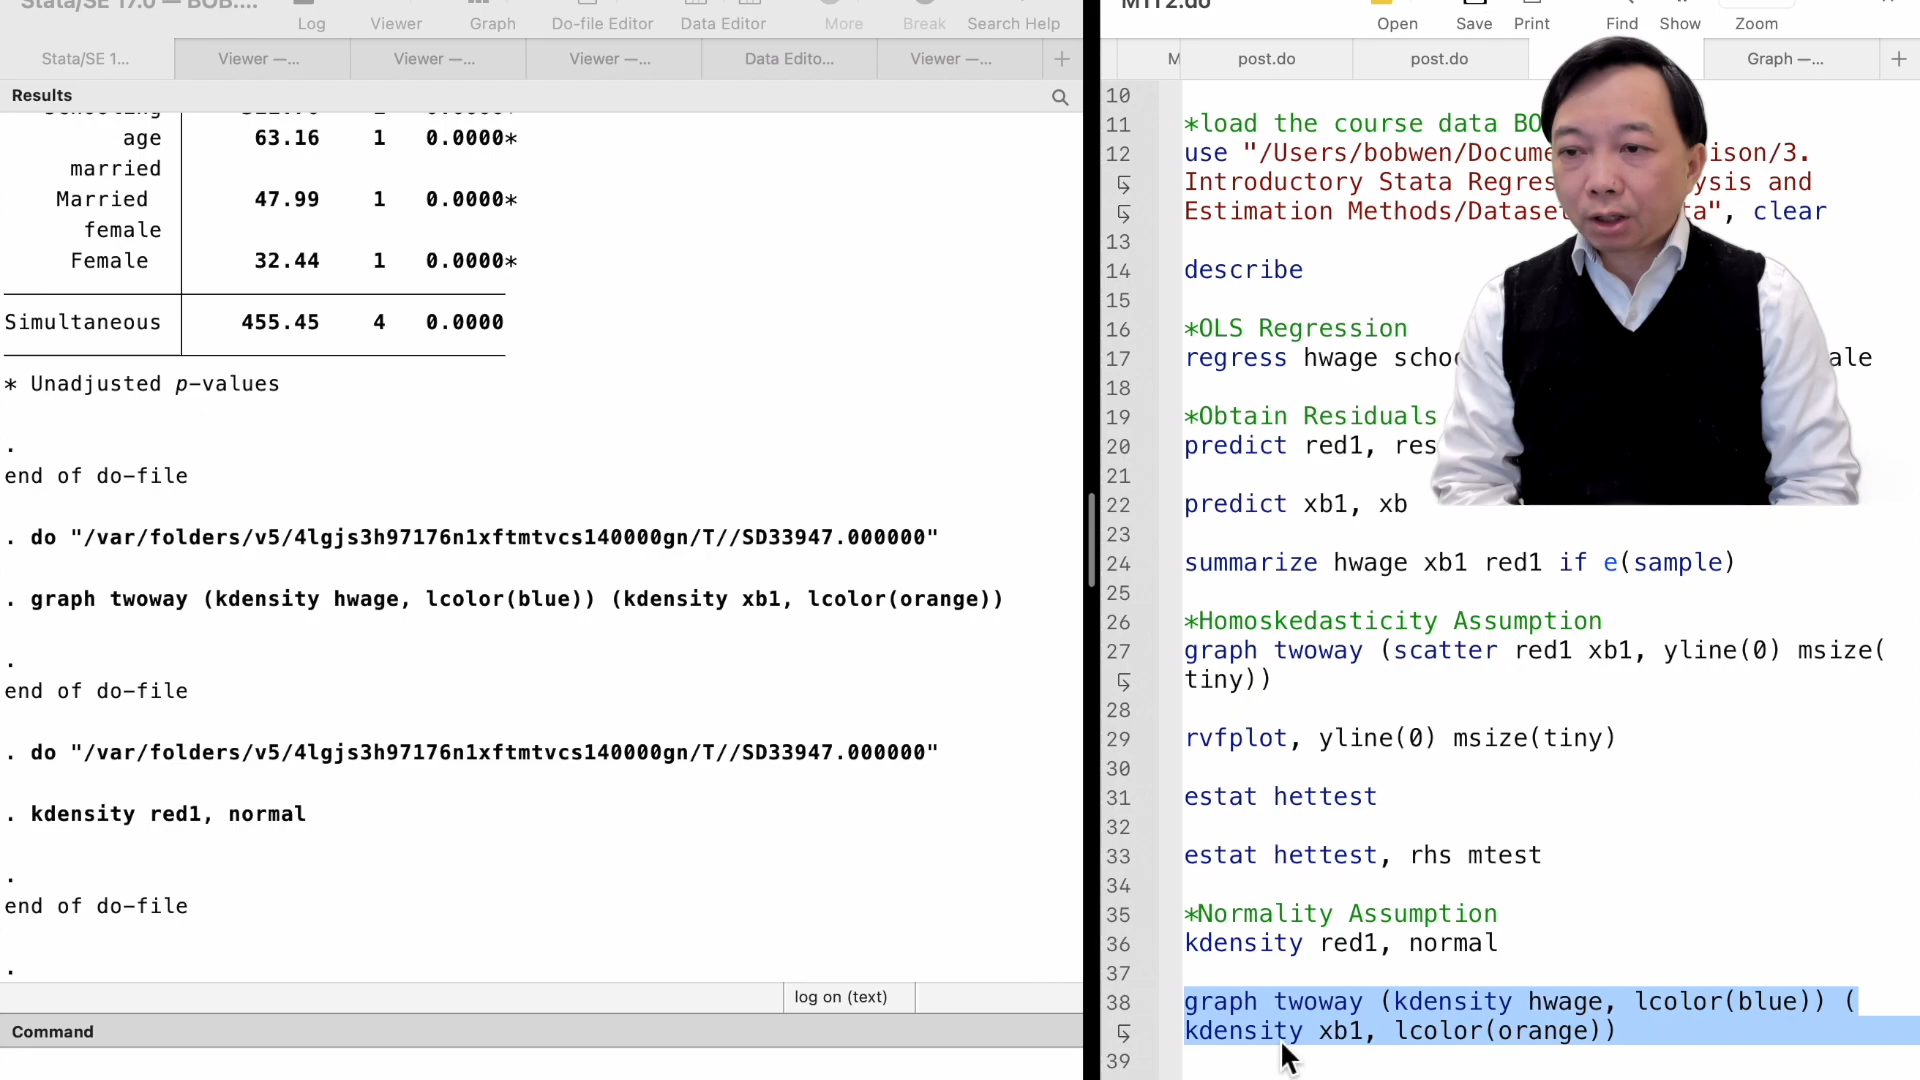 Stata/SE 17.0 — BOB....
Log
Viewer
Graph
Do-file Editor
Data Editor
More
Break
Search Help
Stata/SE 1...
Viewer —...
Viewer —...
Viewer —...
Data Edito...
Viewer —...
+
Results
age 63.16 1 0.0000*
married
Married 47.99 1 0.0000*
female
Female 32.44 1 0.0000*
Simultaneous 455.45 4 0.0000
* Unadjusted p-values
.
end of do-file
. do "/var/folders/v5/4lgjs3h97176n1xftmtvcs140000gn/T//SD33947.000000"
. graph twoway (kdensity hwage, lcolor(blue)) (kdensity xb1, lcolor(orange))
.
end of do-file
. do "/var/folders/v5/4lgjs3h97176n1xftmtvcs140000gn/T//SD33947.000000"
. kdensity red1, normal
.
end of do-file
.
log on (text)
Command
Open
Save
Print
Find
Show
Zoom
M
post.do
post.do
Graph —...
+
10
11 *load the course data BO
12 use "/Users/bobwen/Docume ison/3.
Introductory Stata Regres ysis and
Estimation Methods/Dataset ta", clear
13
14 describe
15
16 *OLS Regression
17 regress hwage schoo ale
18
19 *Obtain Residuals
20 predict red1, res
21
22 predict xb1, xb
23
24 summarize hwage xb1 red1 if e(sample)
25
26 *Homoskedasticity Assumption
27 graph twoway (scatter red1 xb1, yline(0) msize(
tiny))
28
29 rvfplot, yline(0) msize(tiny)
30
31 estat hettest
32
33 estat hettest, rhs mtest
34
35 *Normality Assumption
36 kdensity red1, normal
37
38 graph twoway (kdensity hwage, lcolor(blue)) (
kdensity xb1, lcolor(orange))
39